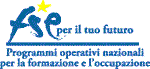 fse per il tuo futuro
Programmi operativi nazionali
per la formazione e l'occupazione